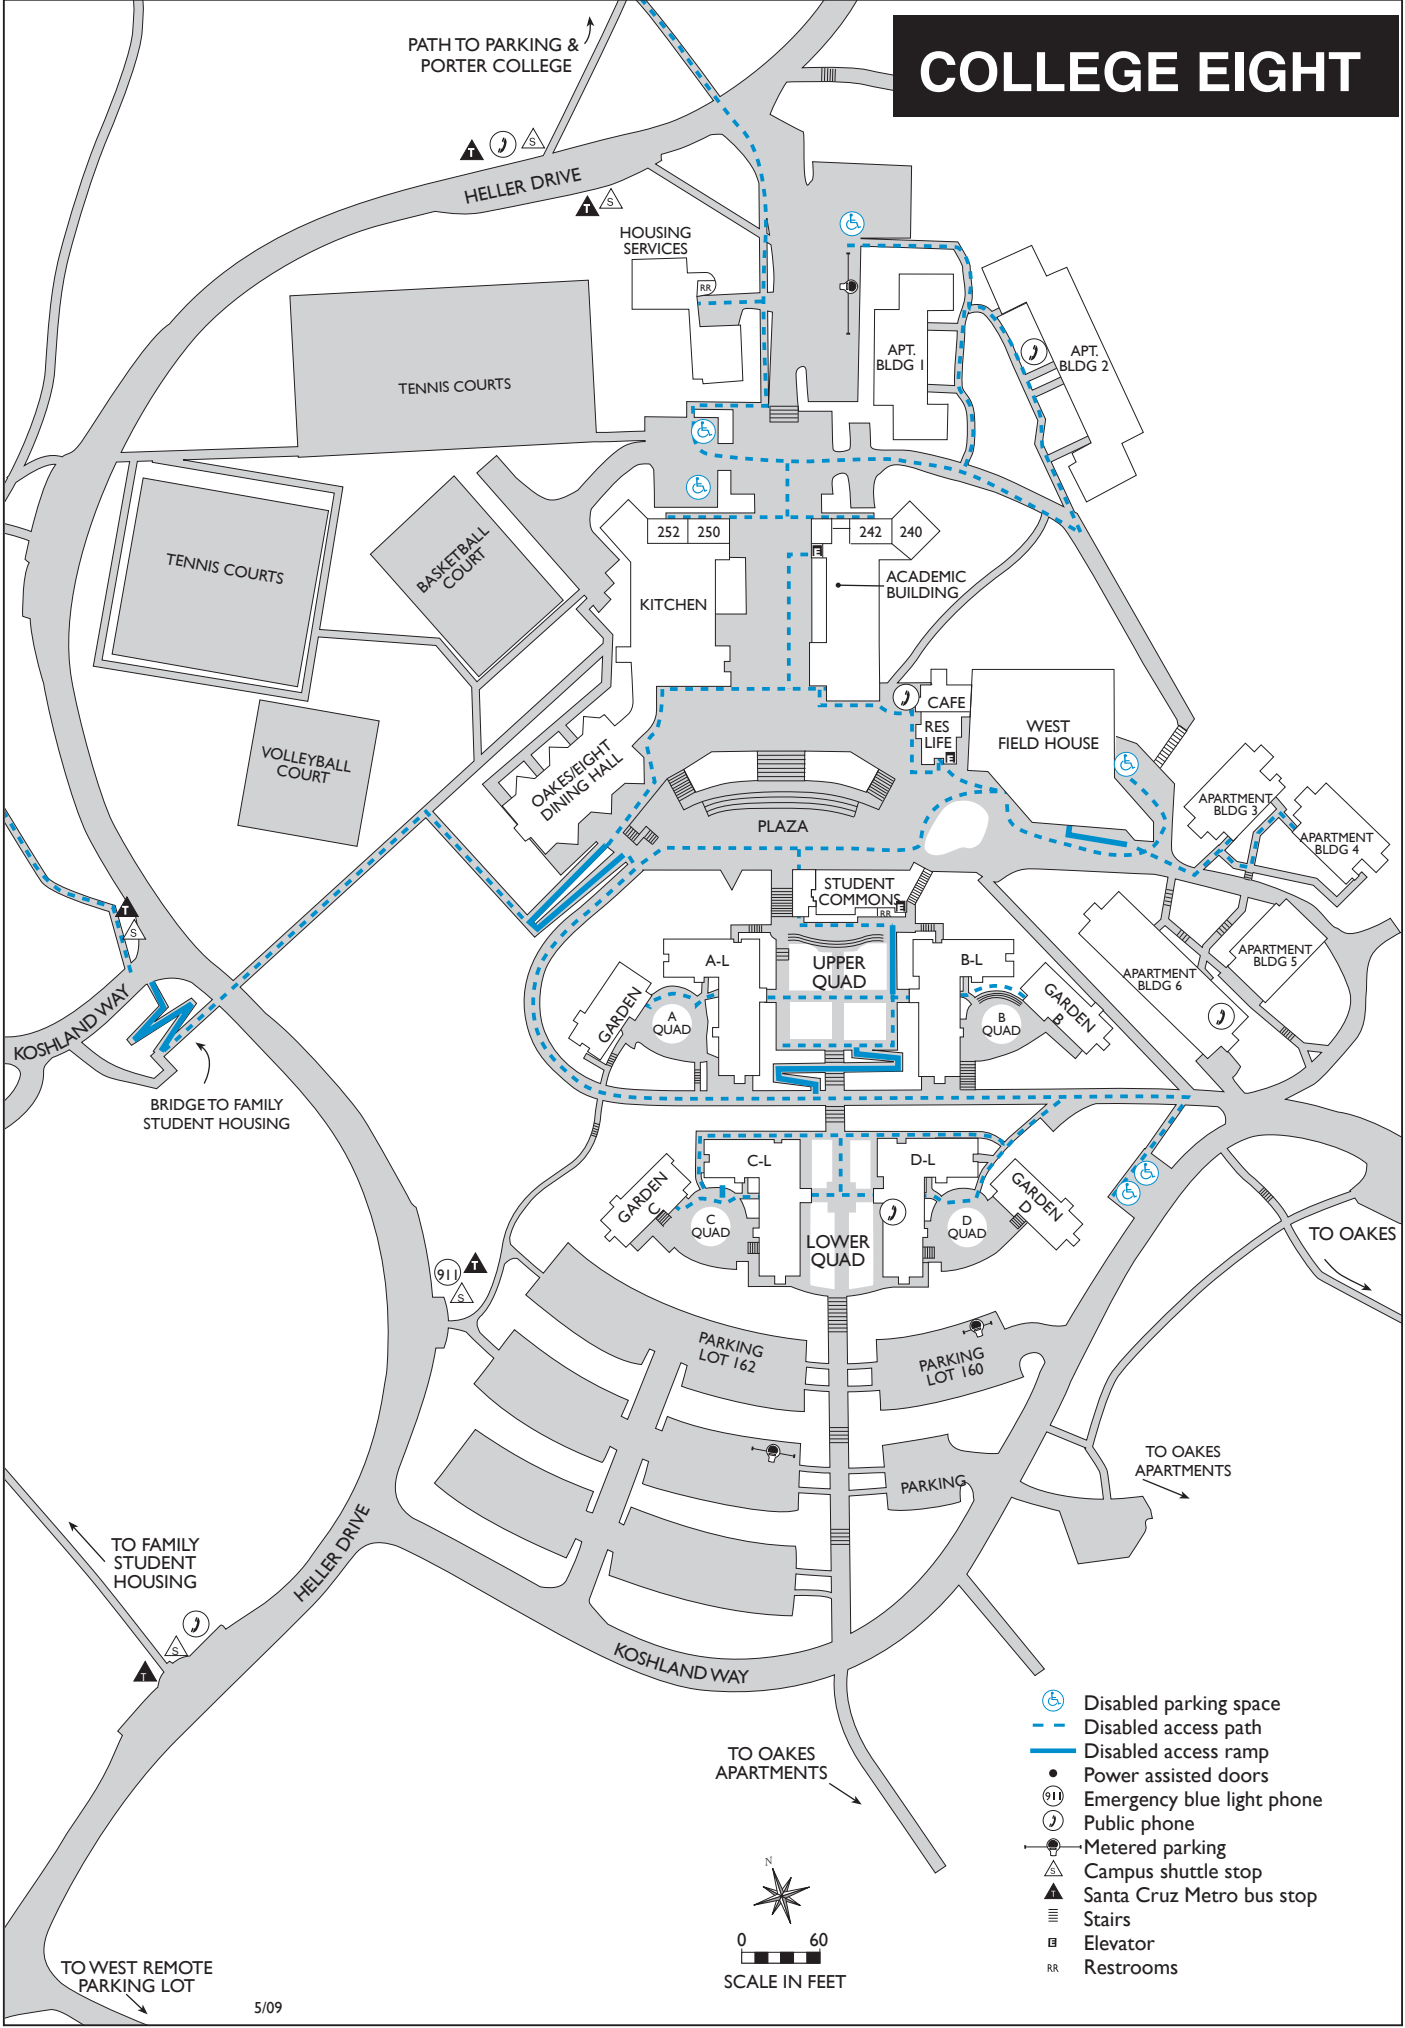 COLLEGE EIGHT
PATH TO PARKING &
PORTER COLLEGE
T
S
HELLER DRIVE
T
S
HOUSING
SERVICES
RR
APT.
BLDG 1
APT.
BLDG 2
TENNIS COURTS
TENNIS COURTS
BASKETBALL
COURT
252
250
242
240
E
KITCHEN
ACADEMIC
BUILDING
CAFE
RES
LIFE
E
WEST
FIELD HOUSE
VOLLEYBALL
COURT
OAKES/EIGHT
DINING HALL
PLAZA
APARTMENT
BLDG 3
APARTMENT
BLDG 4
STUDENT
COMMONS
E
RR
T
S
A-L
UPPER
QUAD
B-L
APARTMENT
BLDG 5
APARTMENT
BLDG 6
GARDEN
A
QUAD
B
QUAD
GARDEN
B
KOSHLAND WAY
BRIDGE TO FAMILY
STUDENT HOUSING
C-L
D-L
GARDEN
C
C
QUAD
D
QUAD
GARDEN
D
LOWER
QUAD
TO OAKES
911
T
S
PARKING
LOT 162
PARKING
LOT 160
PARKING
TO OAKES
APARTMENTS
HELLER DRIVE
TO FAMILY
STUDENT
HOUSING
S
T
KOSHLAND WAY
TO OAKES
APARTMENTS
Disabled parking space
Disabled access path
Disabled access ramp
Power assisted doors
911 Emergency blue light phone
Public phone
Metered parking
S Campus shuttle stop
T Santa Cruz Metro bus stop
Stairs
E Elevator
RR Restrooms
N
0 60
SCALE IN FEET
TO WEST REMOTE
PARKING LOT
5/09